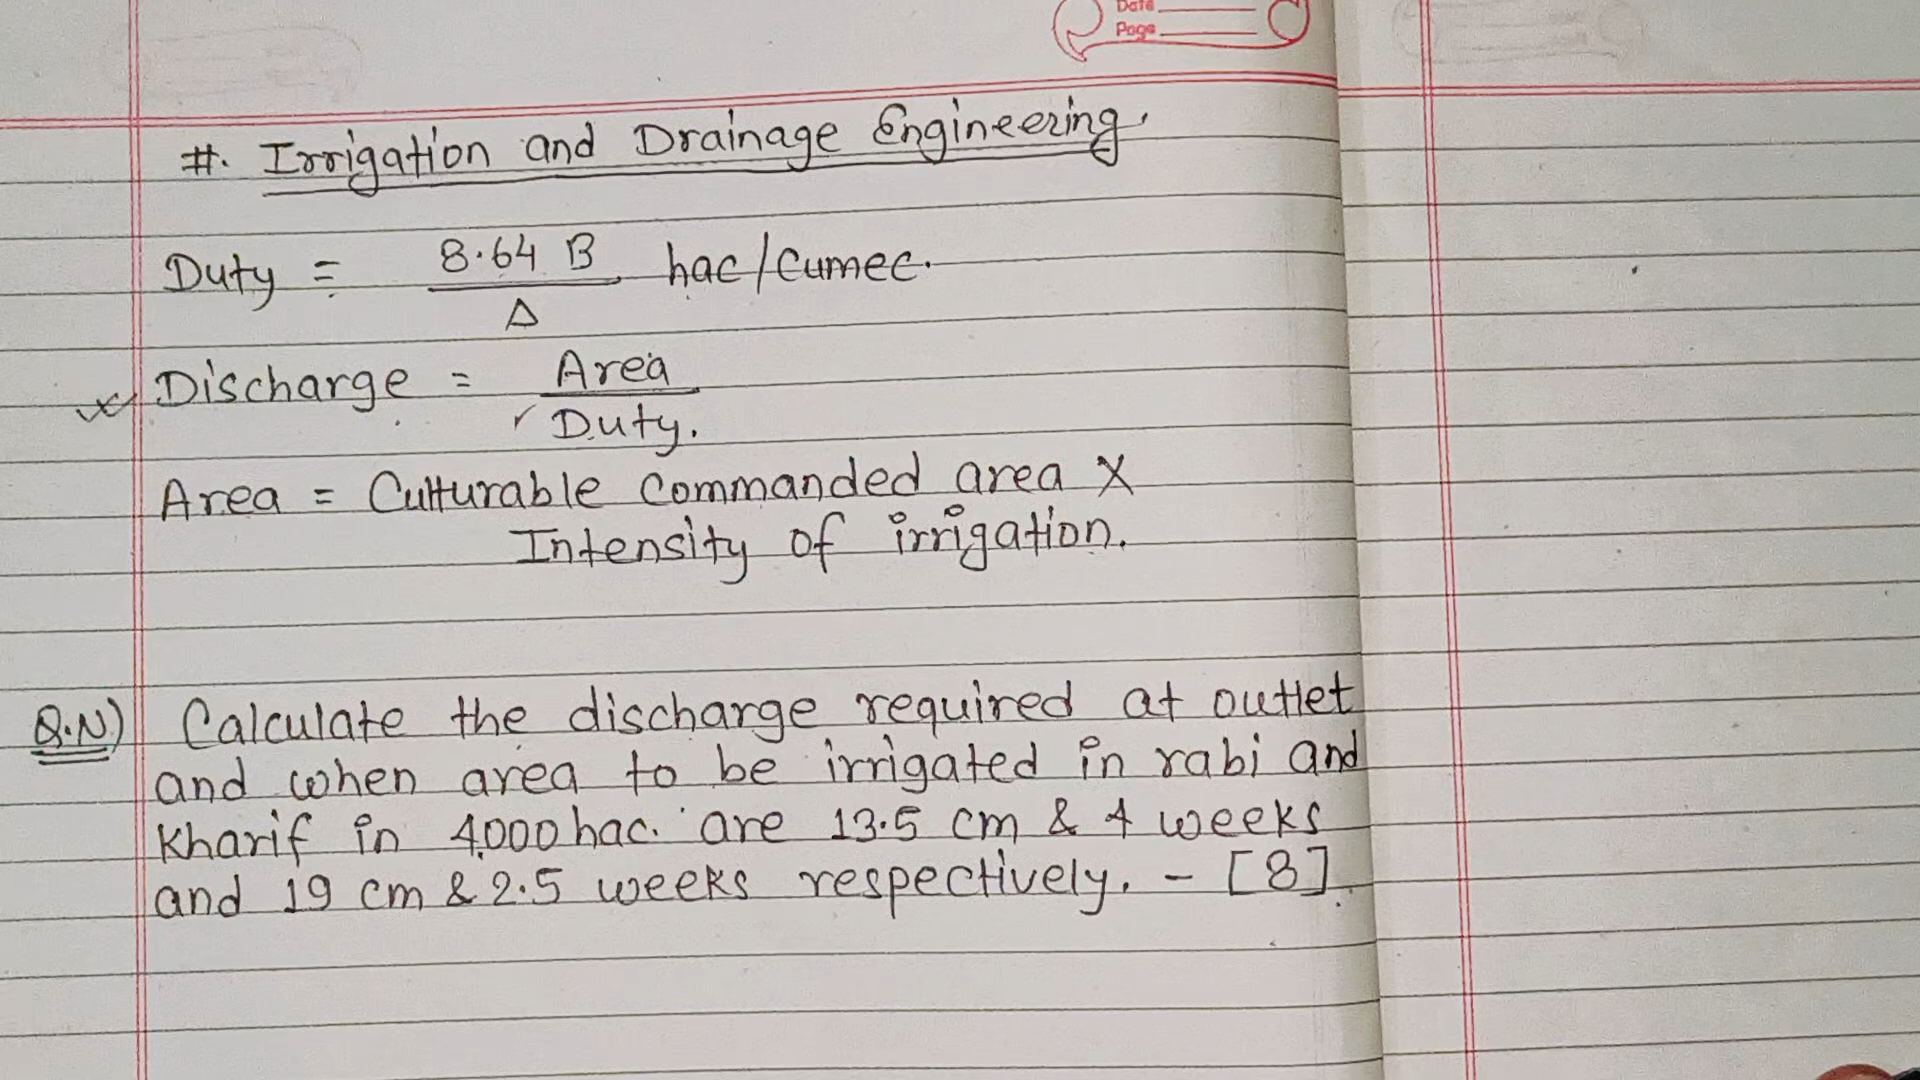 Date
Page
#. Irrigation and Drainage Engineering.
Duty = 8.64 B / Δ hac/cumec.
Discharge = Area / Duty.
Area = Culturable commanded area X
Intensity of irrigation.
Q.N) Calculate the discharge required at outlet
and when area to be irrigated in rabi and
Kharif in 4000 hac. are 13.5 cm & 4 weeks
and 19 cm & 2.5 weeks respectively. - [8]